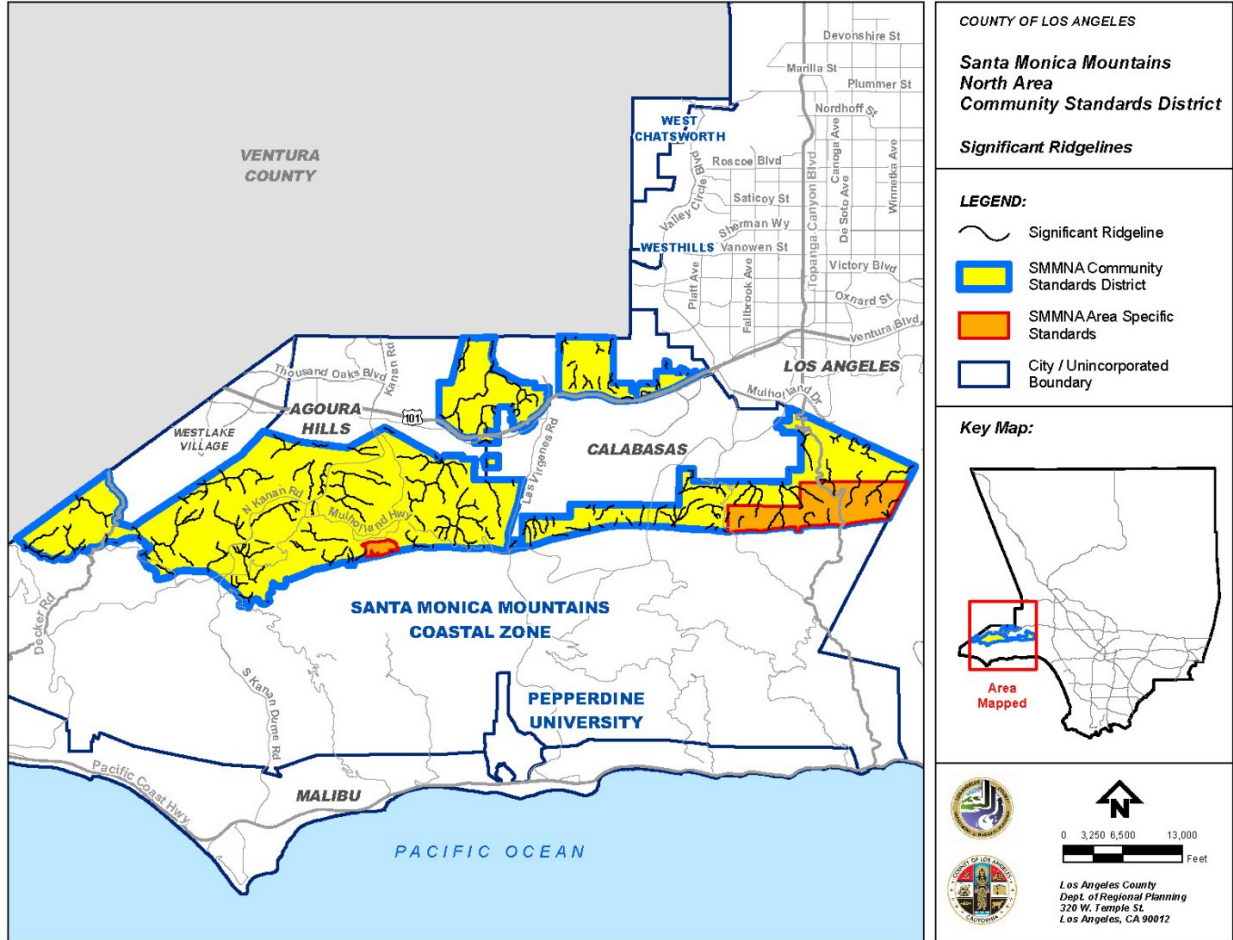 Devonshire St
Marilla St
Plummer St
Nordhoff St
WEST
CHATSWORTH
VENTURA
COUNTY
Roscoe Blvd
Topanga Canyon Blvd
Canoga Ave
De Soto Ave
Winnetka Ave
Valley Circle Blvd
Saticoy St
Sherman Wy
WESTHILLS
Vanowen St
Victory Blvd
Platt Ave
Fallbrook Ave
Oxnard St
Ventura Blvd
LOS ANGELES
Thousand Oaks Blvd
Kanan Rd
Mulhorland Dr
AGOURA
HILLS
101
WESTLAKE
VILLAGE
Las Virgenes Rd
CALABASAS
N Kanan Rd
Mulhorland Hwy
Decker Rd
SANTA MONICA MOUNTAINS
COASTAL ZONE
S Kanan Dume Rd
PEPPERDINE
UNIVERSITY
Pacific Coast Hwy
MALIBU
PACIFIC OCEAN
COUNTY OF LOS ANGELES
Santa Monica Mountains
North Area
Community Standards District
Significant Ridgelines
LEGEND:
Significant Ridgeline
SMMNA Community
Standards District
SMMNA Area Specific
Standards
City / Unincorporated
Boundary
Key Map:
Area
Mapped
N
0 3,250 6,500 13,000
Feet
Los Angeles County
Dept. of Regional Planning
320 W. Temple St.
Los Angeles, CA 90012
COUNTY OF LOS ANGELES
CALIFORNIA